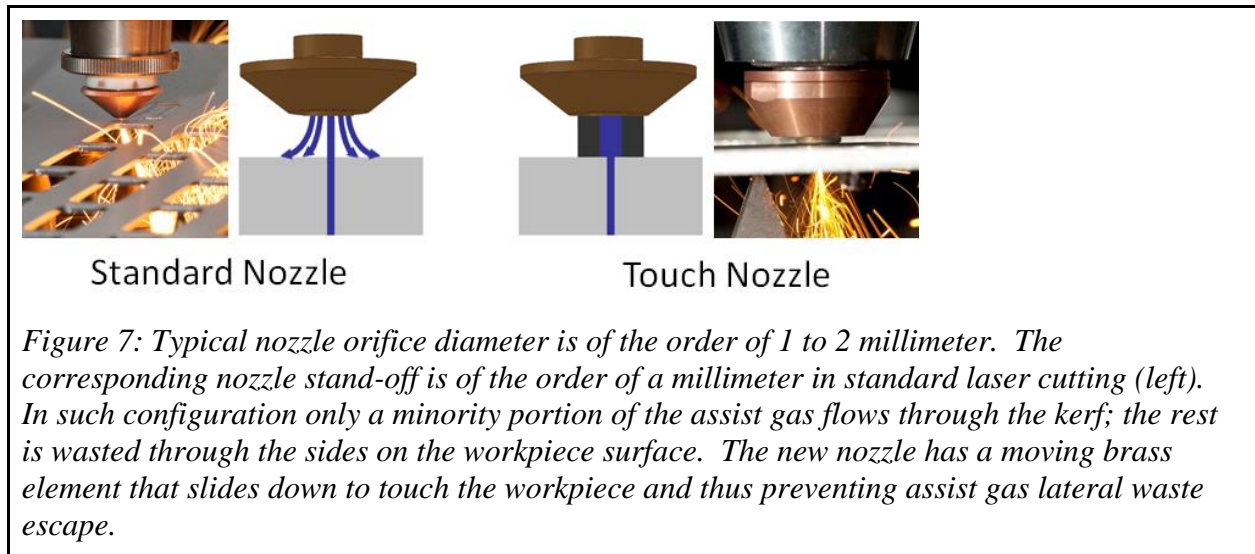 Standard Nozzle
Touch Nozzle
Figure 7: Typical nozzle orifice diameter is of the order of 1 to 2 millimeter.  The
corresponding nozzle stand-off is of the order of a millimeter in standard laser cutting (left).
In such configuration only a minority portion of the assist gas flows through the kerf; the rest
is wasted through the sides on the workpiece surface.  The new nozzle has a moving brass
element that slides down to touch the workpiece and thus preventing assist gas lateral waste
escape.